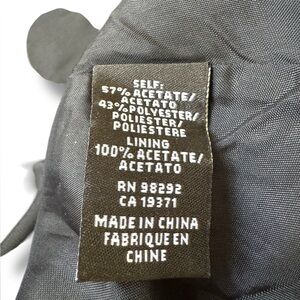 SELF:
57% ACETATE/
ACETATO
43% POLYESTER/
POLIESTER/
POLIESTERE
LINING
100% ACETATE/
ACETATO
RN 98292
CA 19371
MADE IN CHINA
FABRIQUE EN
CHINE